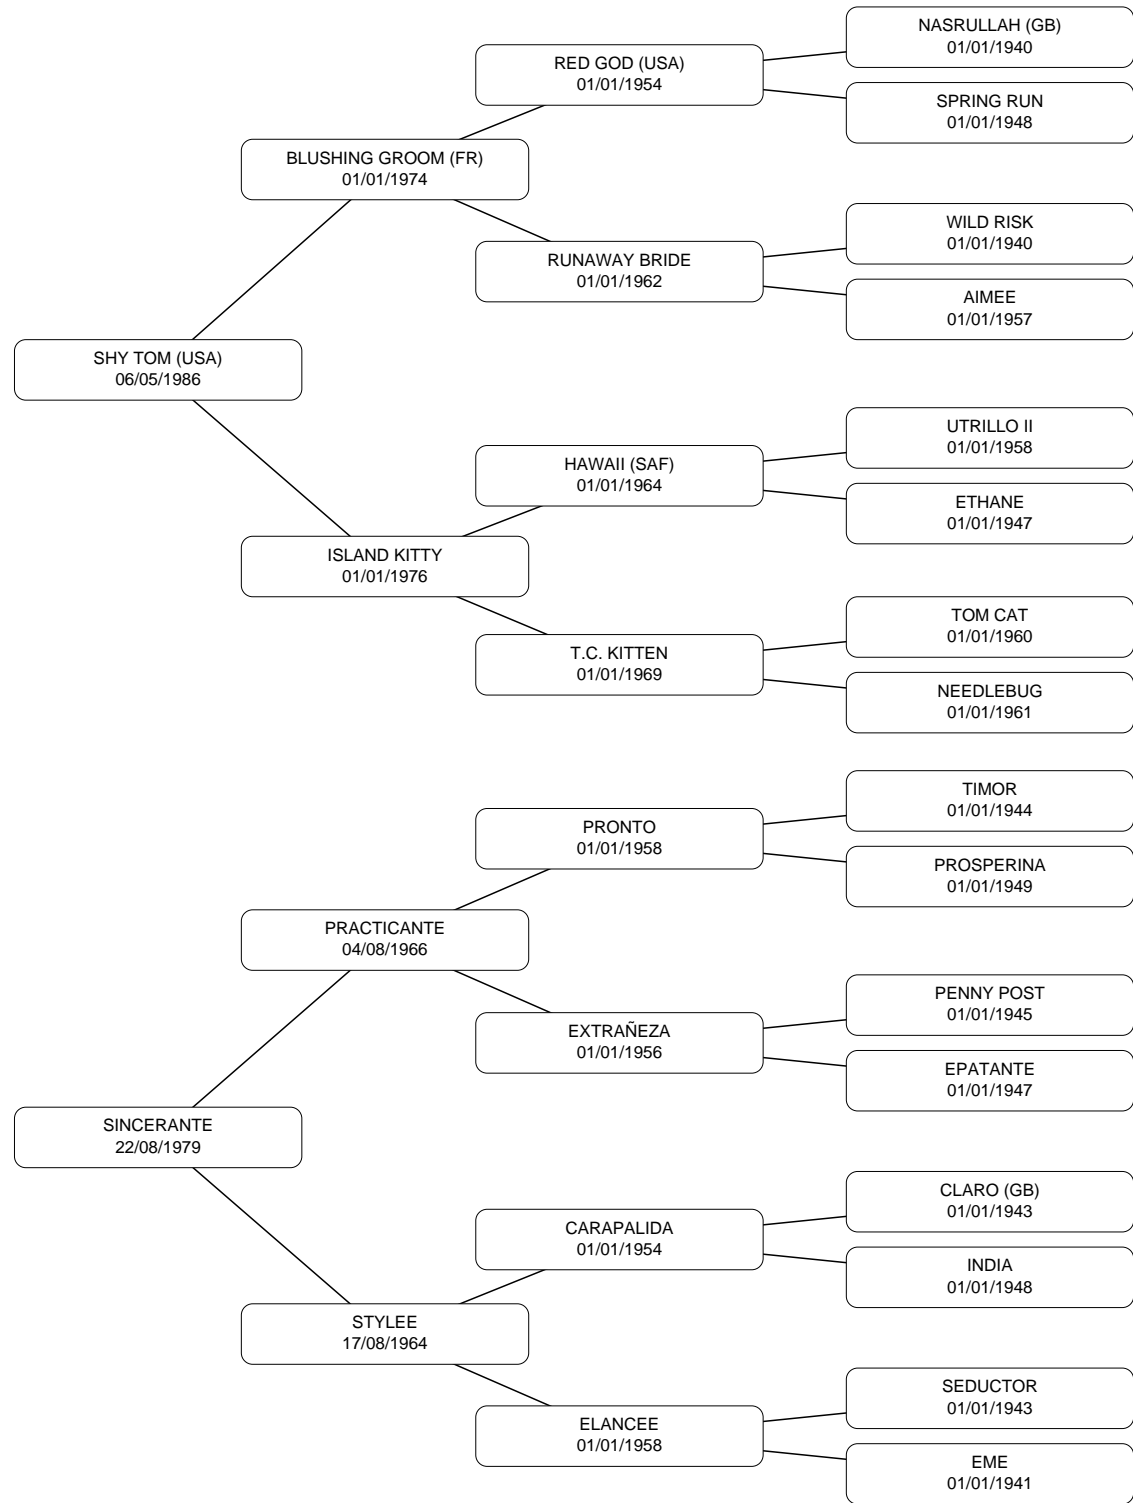 NASRULLAH (GB)
01/01/1940
RED GOD (USA)
01/01/1954
SPRING RUN
01/01/1948
BLUSHING GROOM (FR)
01/01/1974
WILD RISK
01/01/1940
RUNAWAY BRIDE
01/01/1962
AIMEE
01/01/1957
SHY TOM (USA)
06/05/1986
UTRILLO II
01/01/1958
HAWAII (SAF)
01/01/1964
ETHANE
01/01/1947
ISLAND KITTY
01/01/1976
TOM CAT
01/01/1960
T.C. KITTEN
01/01/1969
NEEDLEBUG
01/01/1961
TIMOR
01/01/1944
PRONTO
01/01/1958
PROSPERINA
01/01/1949
PRACTICANTE
04/08/1966
PENNY POST
01/01/1945
EXTRAÑEZA
01/01/1956
EPATANTE
01/01/1947
SINCERANTE
22/08/1979
CLARO (GB)
01/01/1943
CARAPALIDA
01/01/1954
INDIA
01/01/1948
STYLEE
17/08/1964
SEDUCTOR
01/01/1943
ELANCEE
01/01/1958
EME
01/01/1941